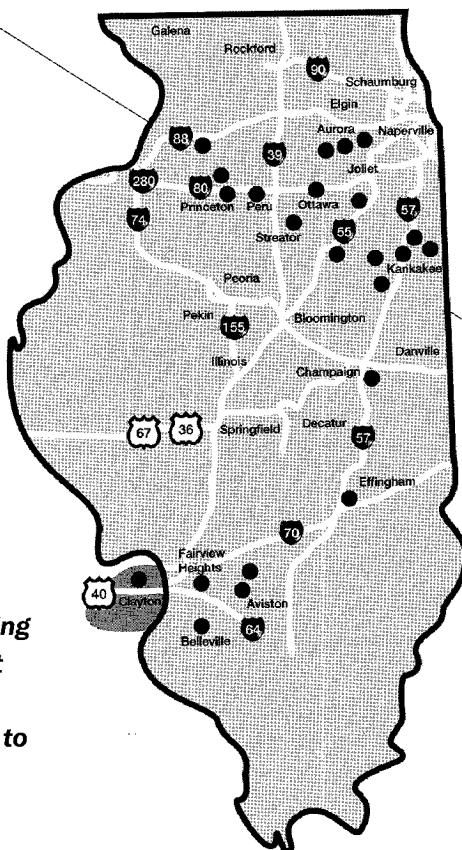 Galena
Rockford
90
Schaumburg
Elgin
Aurora
Naperville
88
39
Joliet
280
80
Princeton
Peru
Ottawa
57
74
Streator
55
Kankakee
Peoria
Pekin
155
Bloomington
Illinois
Danville
Champaign
67
36
Springfield
Decatur
57
Effingham
70
Fairview
Heights
40
Clayton
Aviston
64
Belleville
ing
t
to